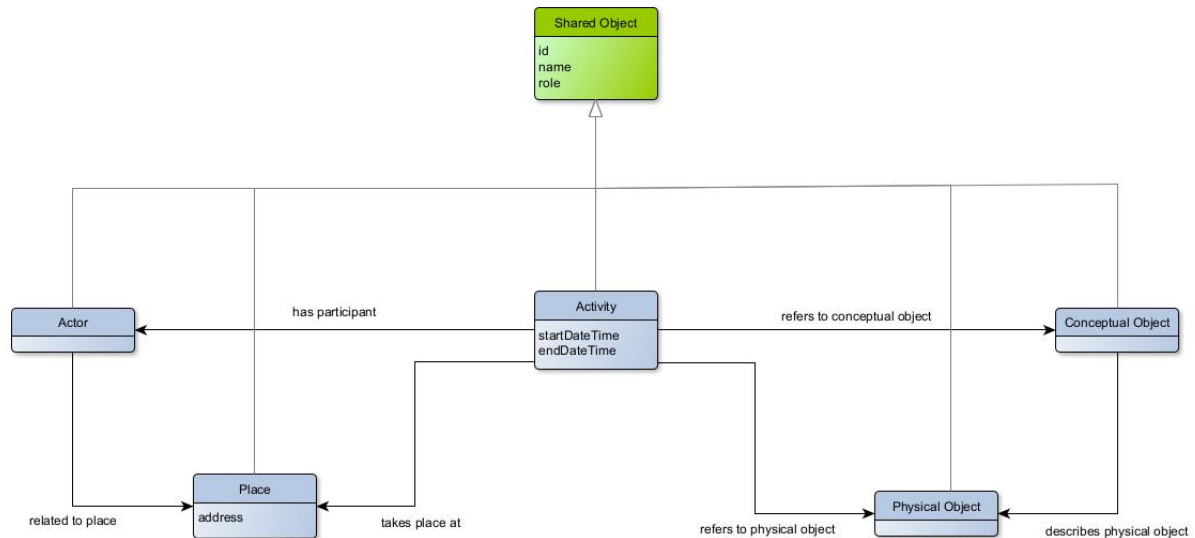 Shared Object
id
name
role
has participant
Activity
startDateTime
endDateTime
refers to conceptual object
Actor
Conceptual Object
Place
address
related to place
takes place at
Physical Object
refers to physical object
describes physical object